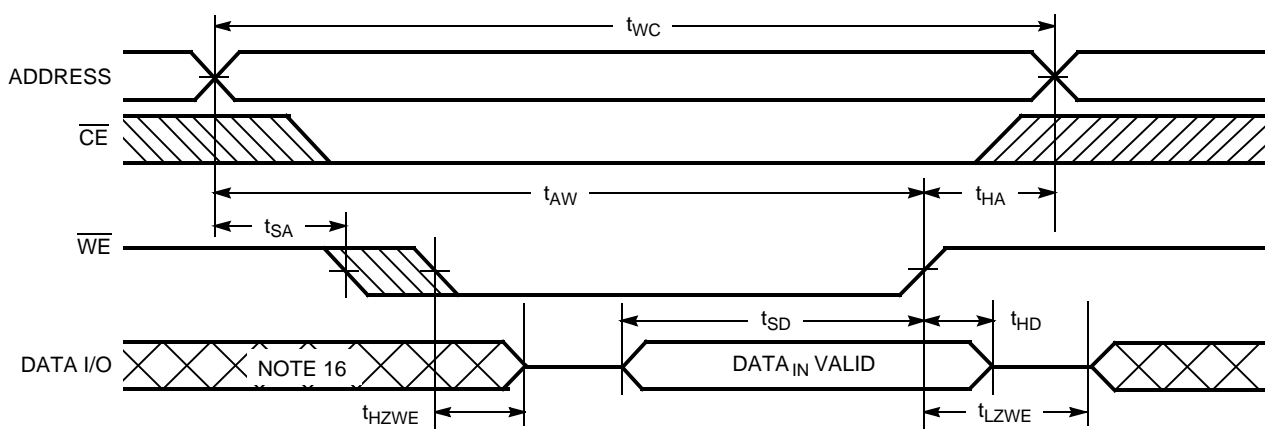 tWC
ADDRESS
CE
tAW
tHA
tSA
WE
tSD
tHD
DATA I/O
NOTE 16
DATAIN VALID
tHZWE
tLZWE